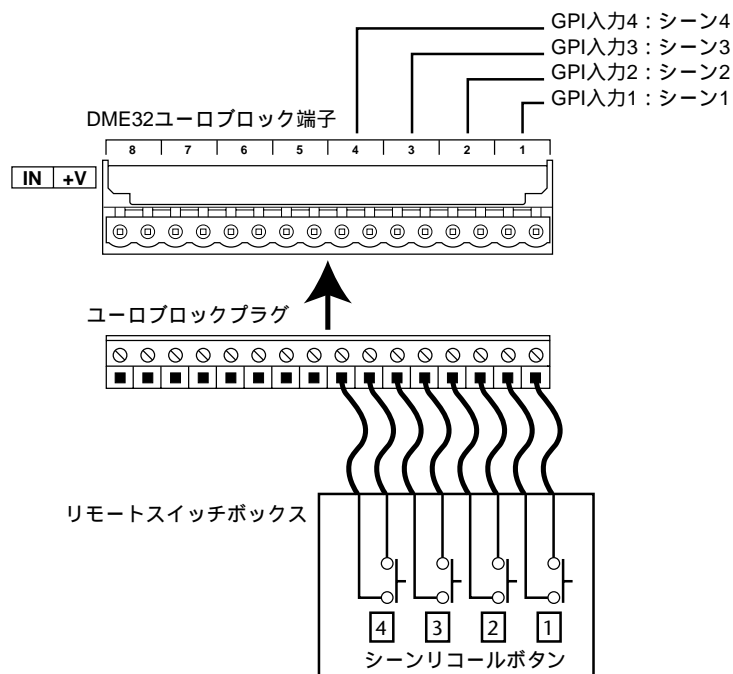 GPI入力4：シーン4
GPI入力3：シーン3
GPI入力2：シーン2
GPI入力1：シーン1
DME32ユーロブロック端子
8 7 6 5 4 3 2 1
IN +V
ユーロブロックプラグ
リモートスイッチボックス
4 3 2 1
シーンリコールボタン